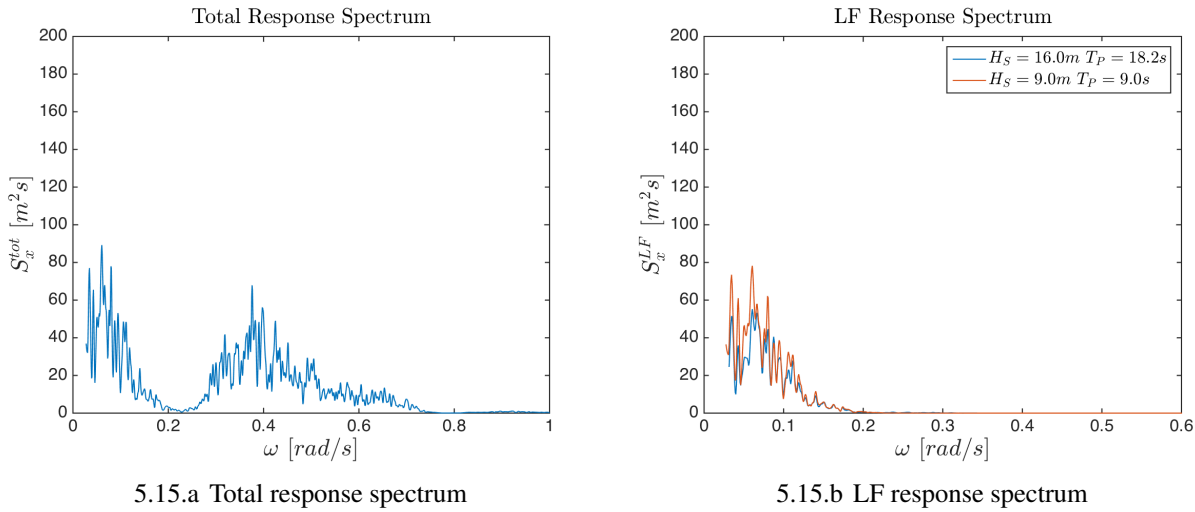 Total Response Spectrum
200
180
160
140
120
100
80
60
40
20
0
0 0.2 0.4 0.6 0.8 1
S_x^{tot} [m^2 s]
ω [rad/s]
5.15.a Total response spectrum
LF Response Spectrum
H_S = 16.0m T_P = 18.2s
H_S = 9.0m T_P = 9.0s
200
180
160
140
120
100
80
60
40
20
0
0 0.1 0.2 0.3 0.4 0.5 0.6
S_x^{LF} [m^2 s]
ω [rad/s]
5.15.b LF response spectrum